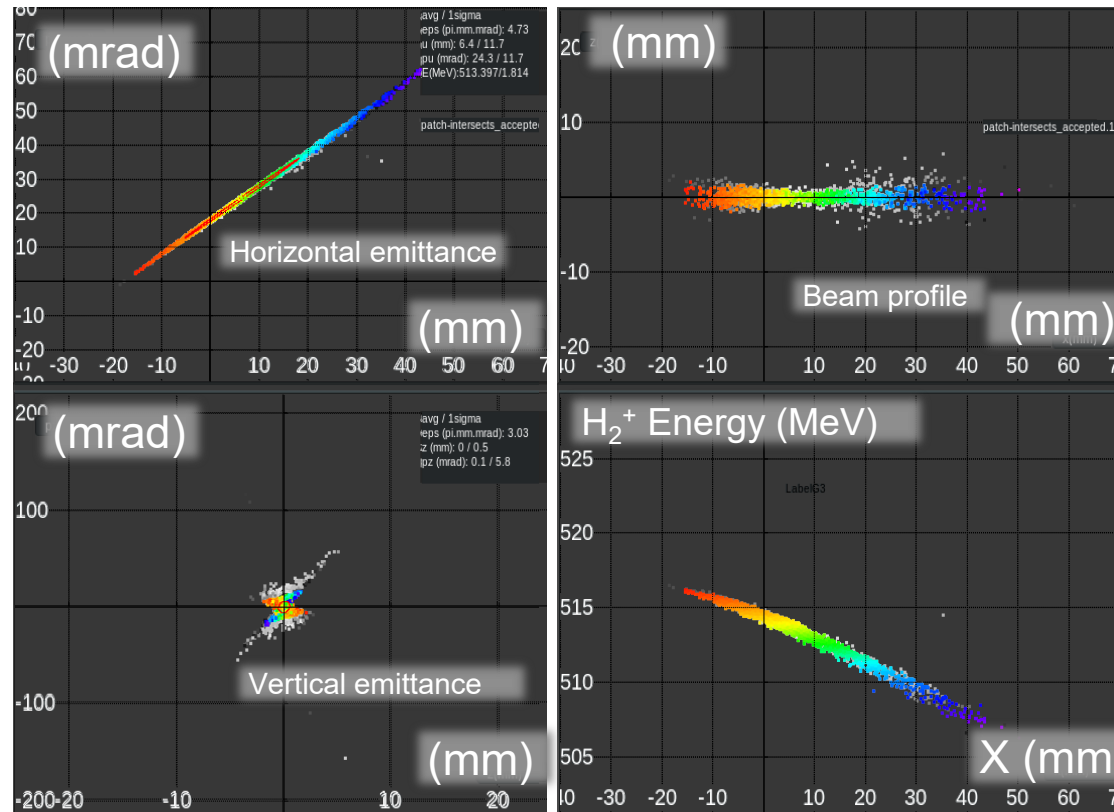 80
70
60
50
40
30
20
10
-10
-20
(mrad)
avg / 1sigma
eps (pi.mm.mrad): 4.73
u (mm): 6.4 / 11.7
pu (mrad): 24.3 / 11.7
E(MeV):513.397/1.814
patch-intersects_accepte
Horizontal emittance
(mm)
-30 -20 -10 0 10 20 30 40 50 60
20
10
-10
-20
(mm)
patch-intersects_accepted.1
Beam profile
(mm)
-30 -20 -10 0 10 20 30 40 50 60
200
100
-100
-200
(mrad)
avg / 1sigma
eps (pi.mm.mrad): 3.03
z (mm): 0 / 0.5
pz (mrad): 0.1 / 5.8
Vertical emittance
(mm)
-20 -10 0 10 20
H₂⁺ Energy (MeV)
525
520
515
510
505
LabelG3
X (mm
-30 -20 -10 0 10 20 30 40 50 60